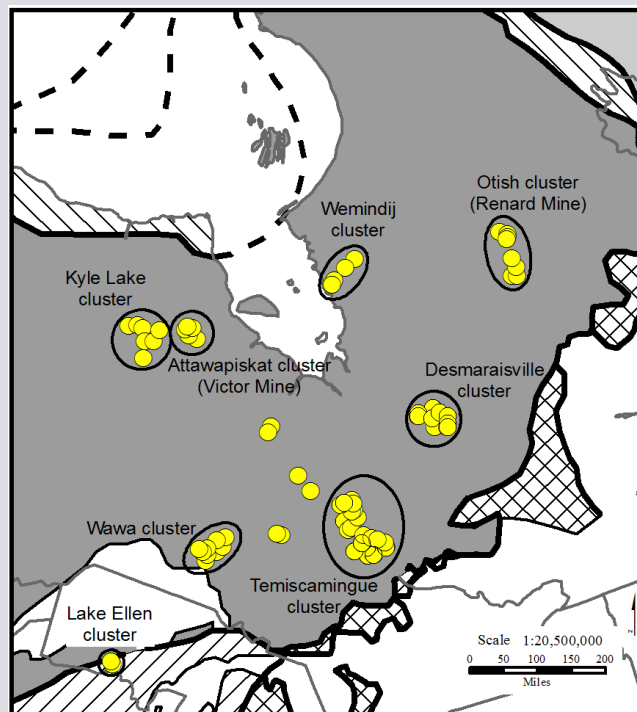 Otish cluster
(Renard Mine)
Wemindij
cluster
Kyle Lake
cluster
Attawapiskat cluster
(Victor Mine)
Desmaraisville
cluster
Wawa cluster
Temiscamingue
cluster
Lake Ellen
cluster
Scale 1:20,500,000
0 50 100 150 200
Miles